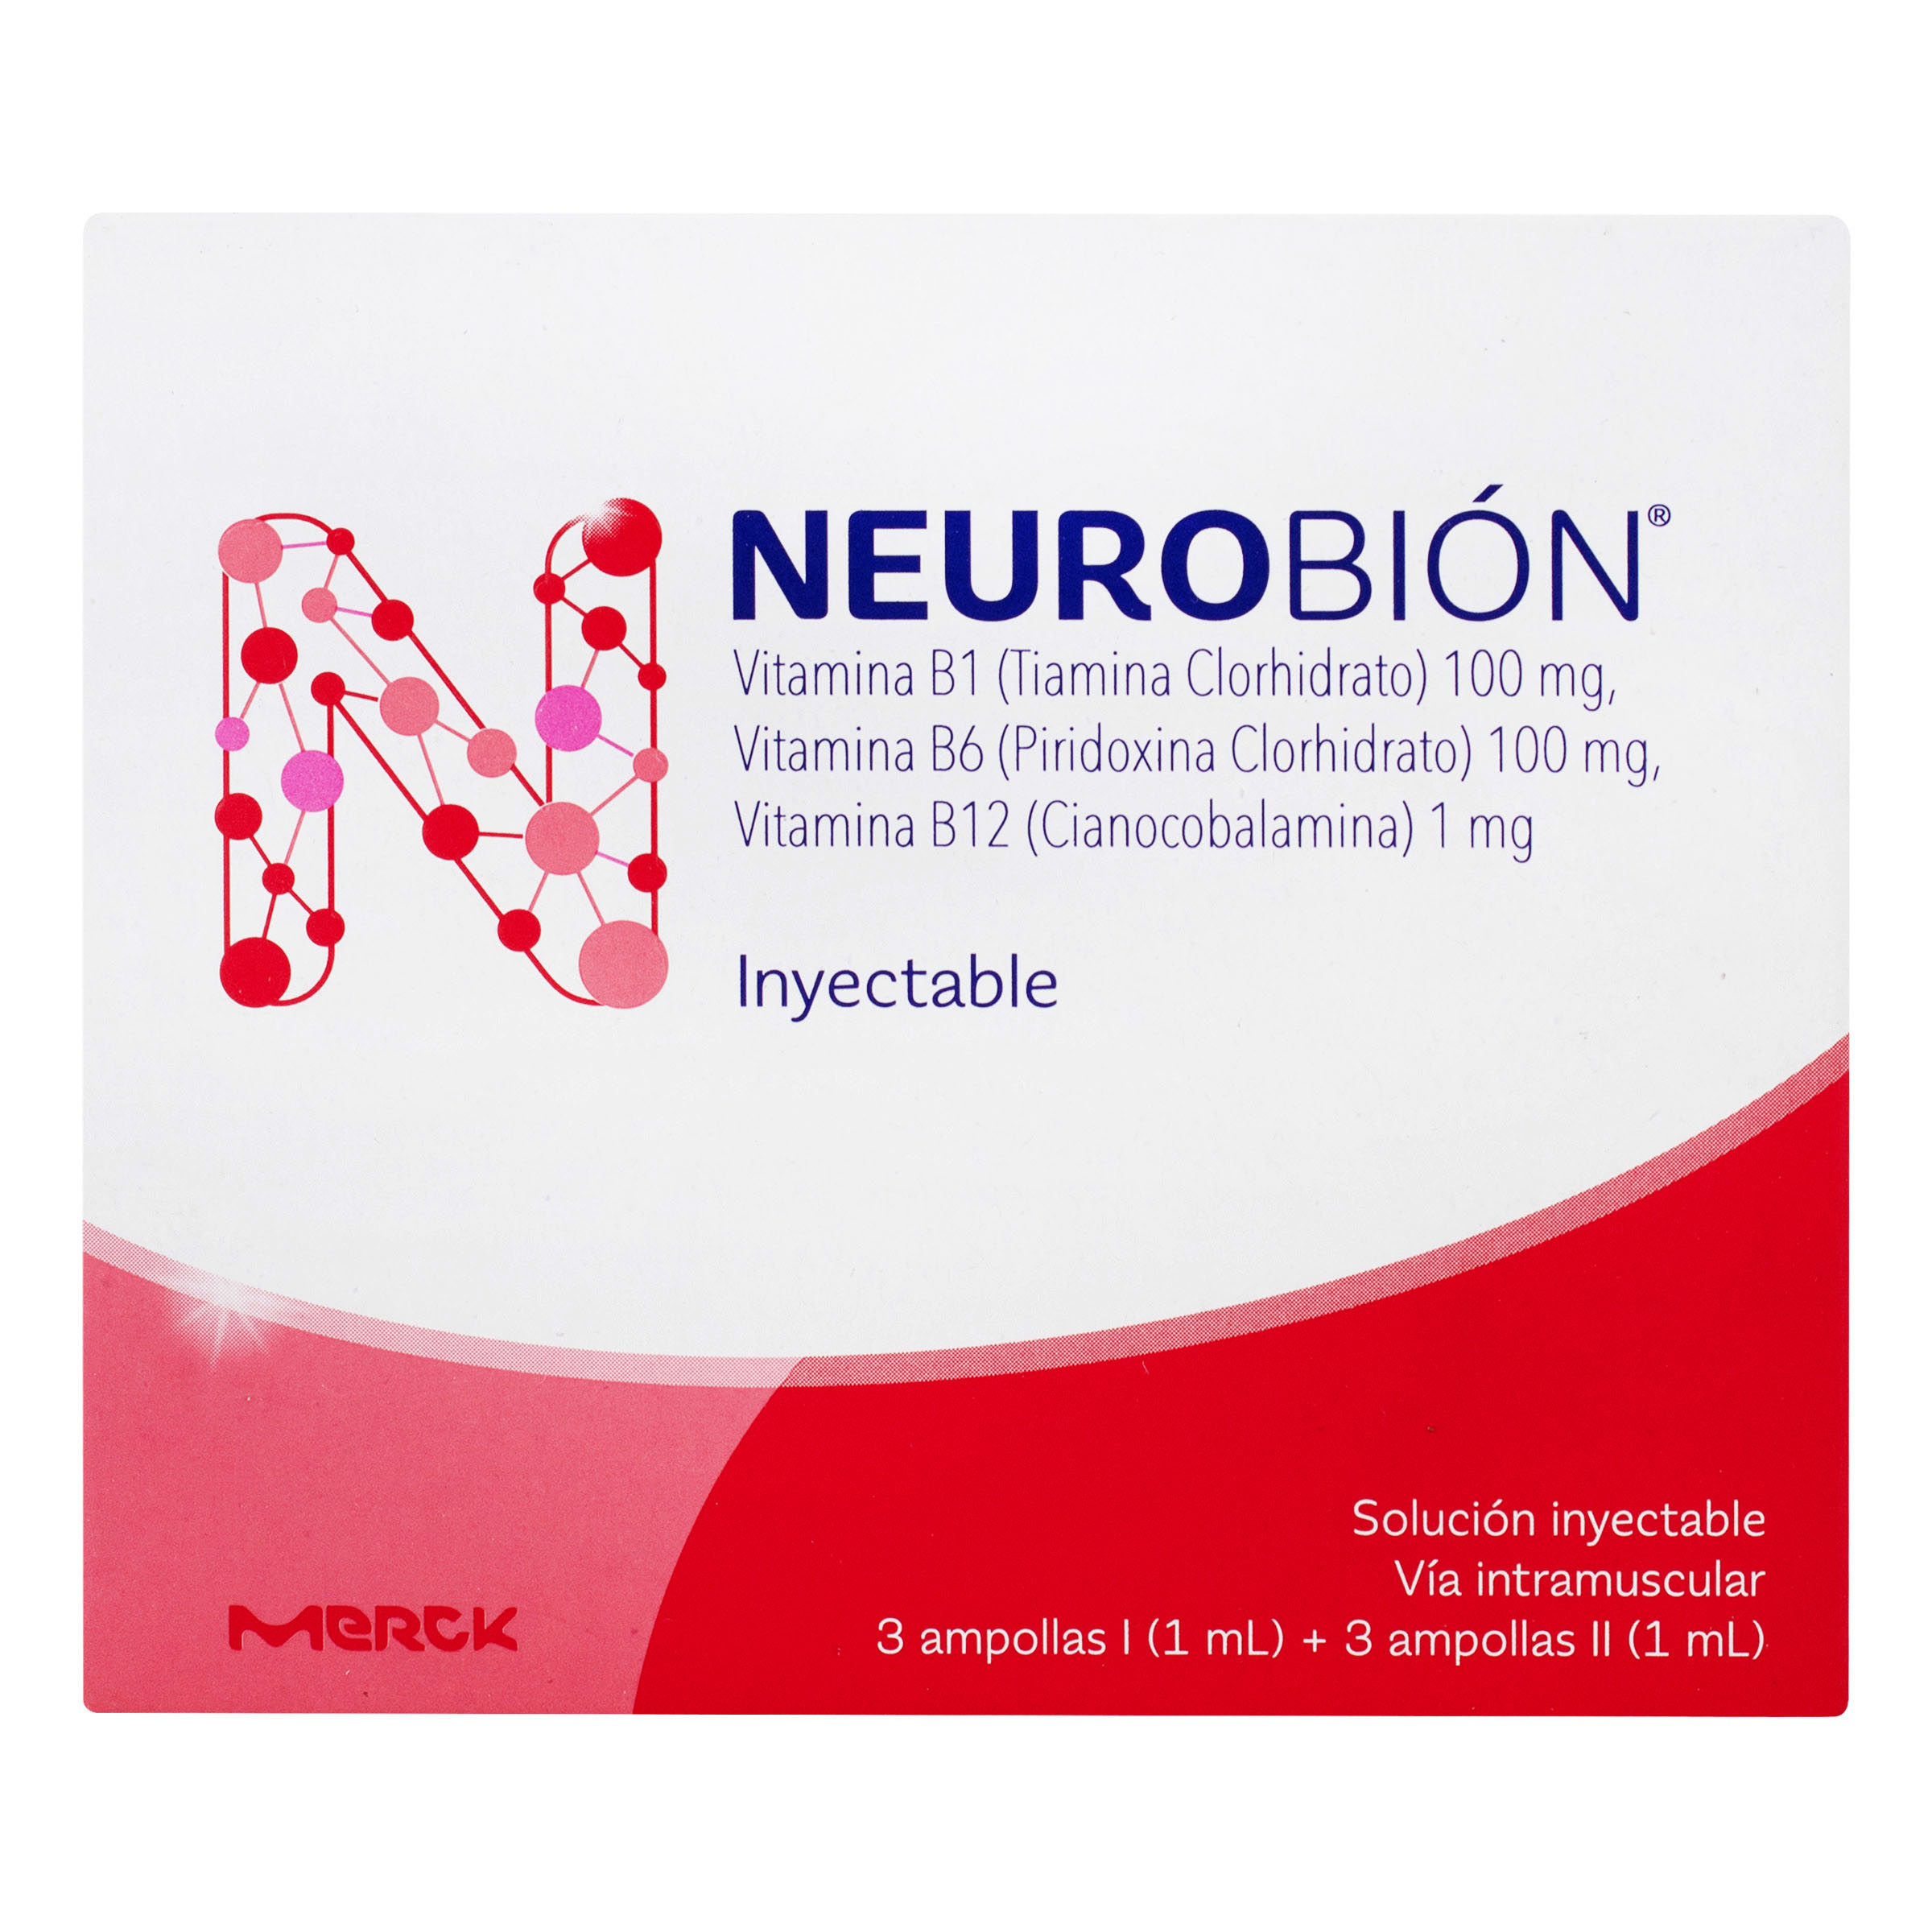 NEUROBIÓN®
Vitamina B1 (Tiamina Clorhidrato) 100 mg,
Vitamina B6 (Piridoxina Clorhidrato) 100 mg,
Vitamina B12 (Cianocobalamina) 1 mg
Inyectable
Solución inyectable
Vía intramuscular
3 ampollas I (1 mL) + 3 ampollas II (1 mL)
MERCK